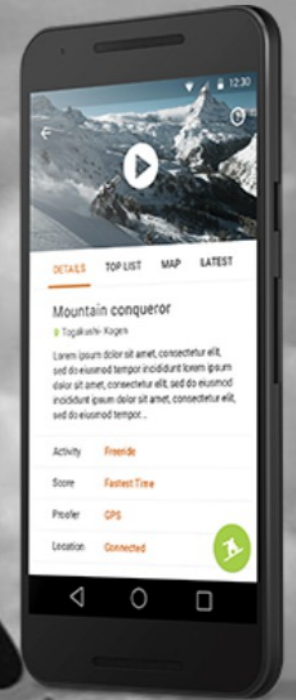 12:30
DETAILS TOP LIST MAP LATEST
Mountain conqueror
Togakushi- Kogen
Lorem ipsum dolor sit amet, consectetur elit,
sed do eiusmod tempor incididunt lorem ipsum
dalor sit amet, consectetur elit, sed do eiusmod
incididunt ipsum dolor sit amet, consectetur elit,
sed do eiusmod tempor...
Activity Freeride
Score Fastest Time
Proofer GPS
Location Connected